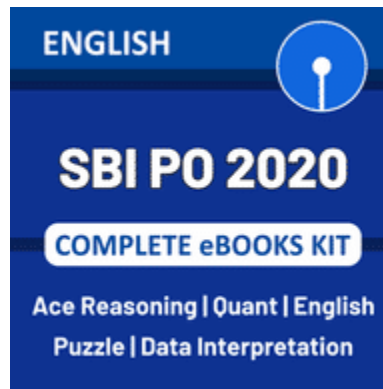 ENGLISH
SBI PO 2020
COMPLETE eBOOKS KIT
Ace Reasoning | Quant | English
Puzzle | Data Interpretation